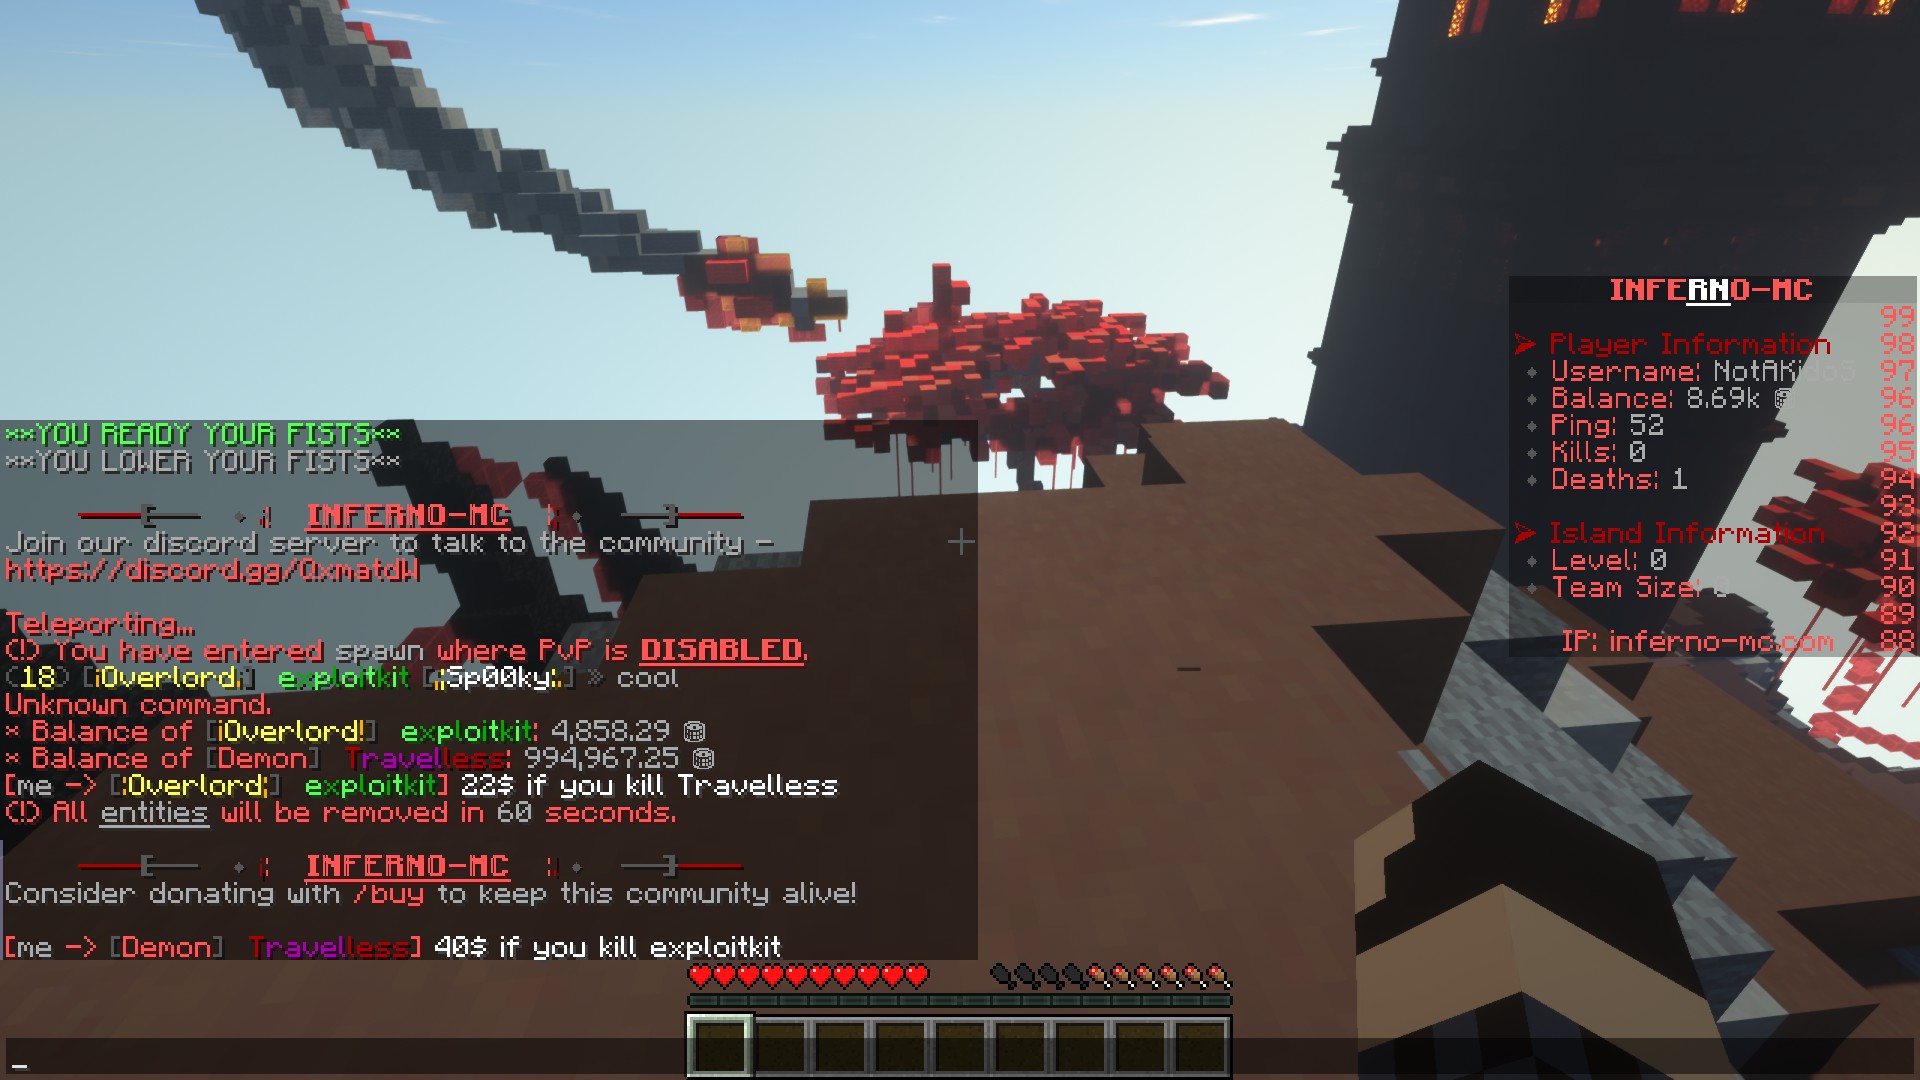 **YOU READY YOUR FISTS**
**YOU LOWER YOUR FISTS**
INFERNO-MC
Join our discord server to talk to the community -
https://discord.gg/QxmatdW
Teleporting...
(!) You have entered spawn where PvP is DISABLED.
(18) [¡Overlord¡] exploitkit [¡5p00ky:.] » cool
Unknown command.
× Balance of [¡Overlord!] exploitkit: 4,858.29
× Balance of [Demon] Travelless: 994,967.25
[me -> [:Overlord¡] exploitkit] 22$ if you kill Travelless
(!) All entities will be removed in 60 seconds.
INFERNO-MC
Consider donating with /buy to keep this community alive!
[me -> [Demon] Travelless] 40$ if you kill exploitkit
_
INFERNO-MC
99
➢ Player Information 98
• Username: NotAKido5 97
• Balance: 8.69k 96
• Ping: 52 96
• Kills: 0 95
• Deaths: 1 94
93
➢ Island Information 92
• Level: 0 91
• Team Size: 0 90
89
IP: inferno-mc.com 88